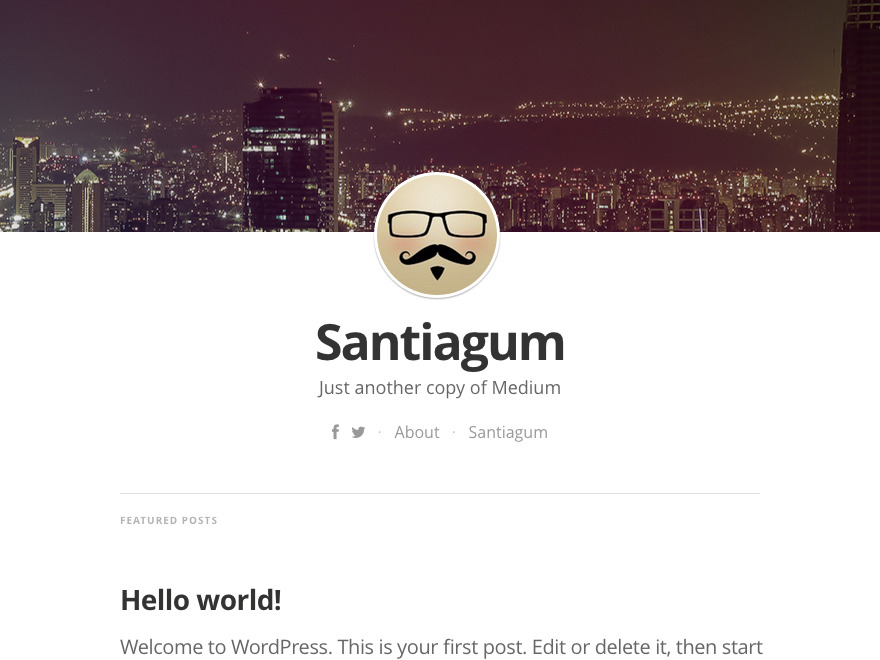 Santiagum
Just another copy of Medium
· About · Santiagum
FEATURED POSTS
Hello world!
Welcome to WordPress. This is your first post. Edit or delete it, then start